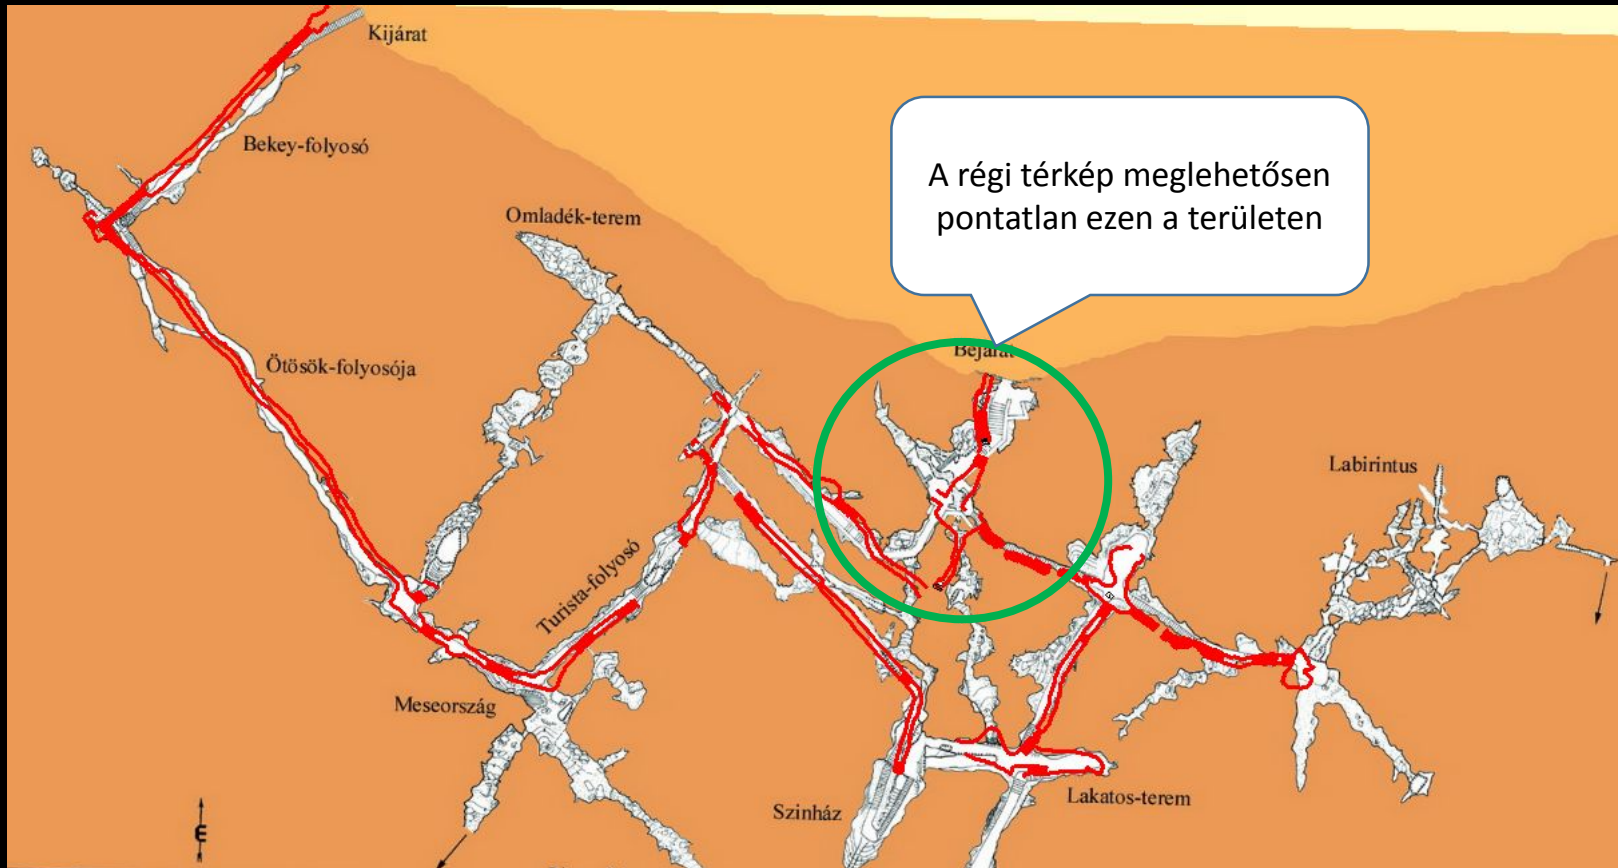 Kijárat
Bekey-folyosó
A régi térkép meglehetősen
pontatlan ezen a területen
Omladék-terem
Bejárat
Ötösök-folyosója
Labirintus
Turista-folyosó
Meseország
Lakatos-terem
Szinház
É